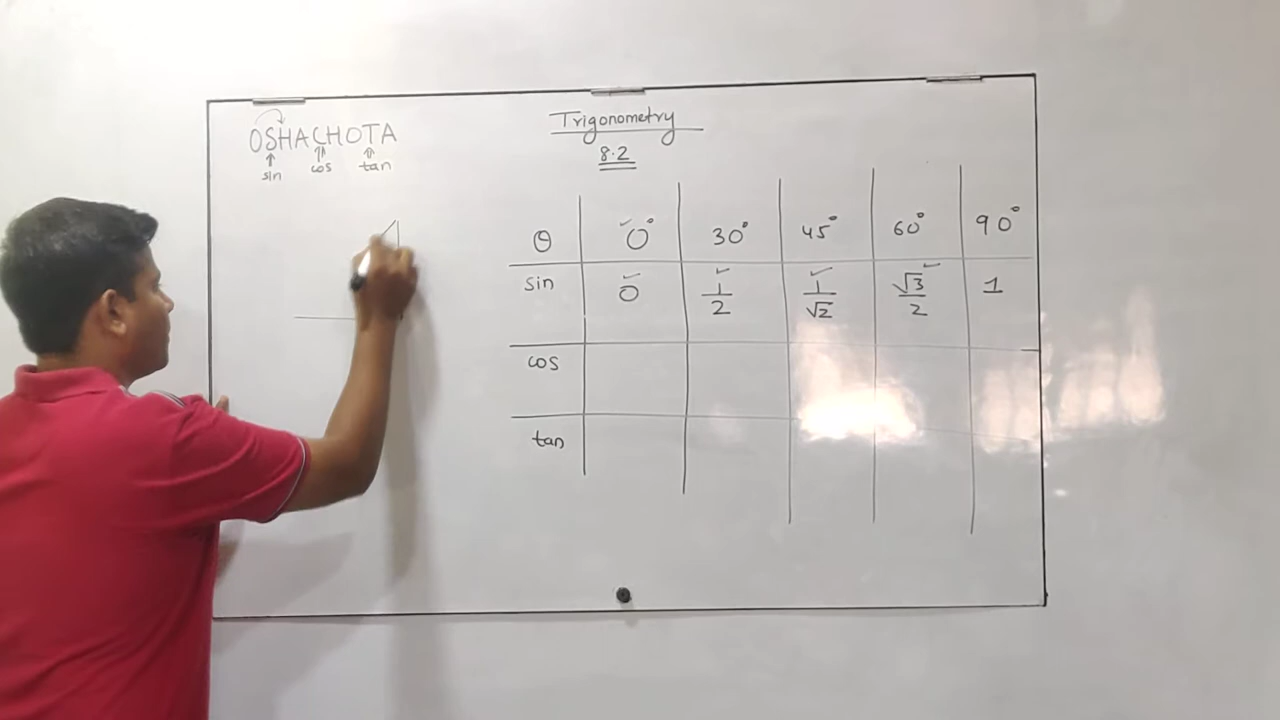 OSHACHOTA
sin cos tan
Trigonometry
8.2
θ 0° 30° 45° 60° 90°
sin 0 1/2 1/√2 √3/2 1
cos
tan